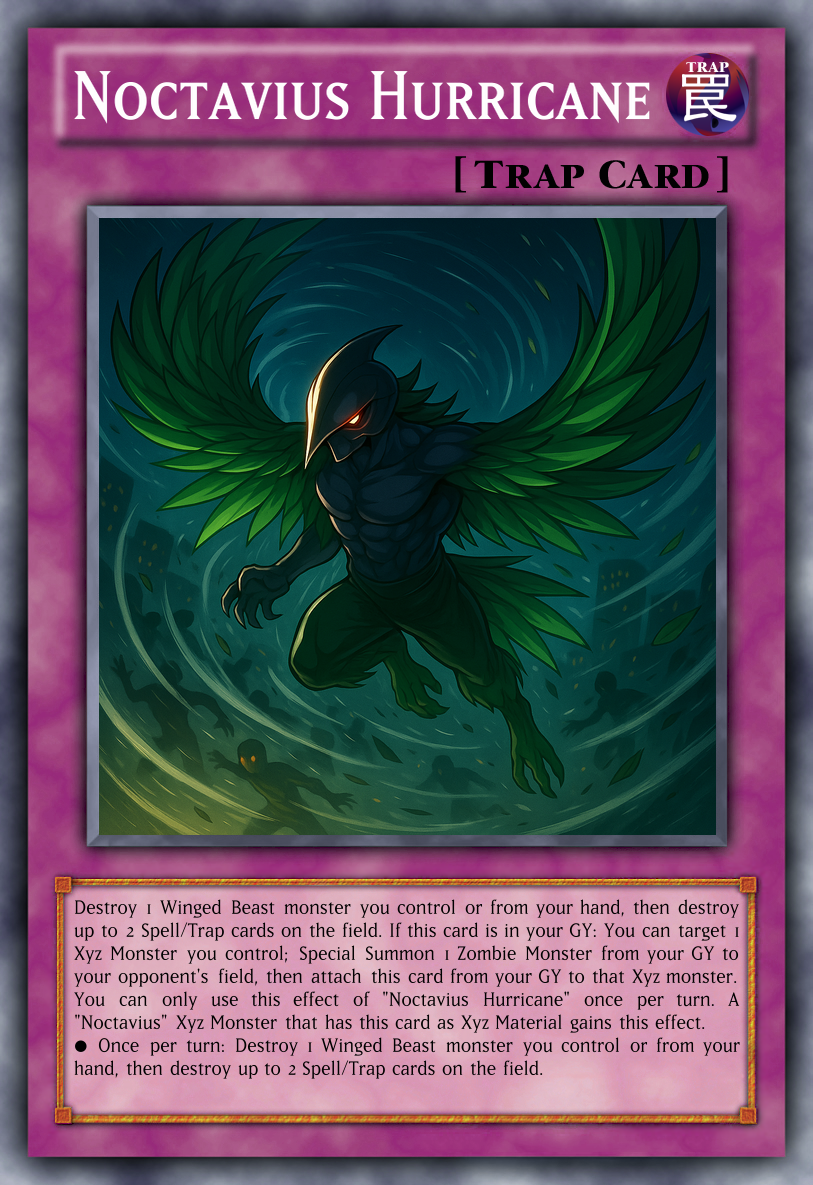 Noctavius Hurricane
TRAP
罠
[Trap Card]
Destroy 1 Winged Beast monster you control or from your hand, then destroy
up to 2 Spell/Trap cards on the field. If this card is in your GY: You can target 1
Xyz Monster you control; Special Summon 1 Zombie Monster from your GY to
your opponent's field, then attach this card from your GY to that Xyz monster.
You can only use this effect of "Noctavius Hurricane" once per turn. A
"Noctavius" Xyz Monster that has this card as Xyz Material gains this effect.
● Once per turn: Destroy 1 Winged Beast monster you control or from your
hand, then destroy up to 2 Spell/Trap cards on the field.